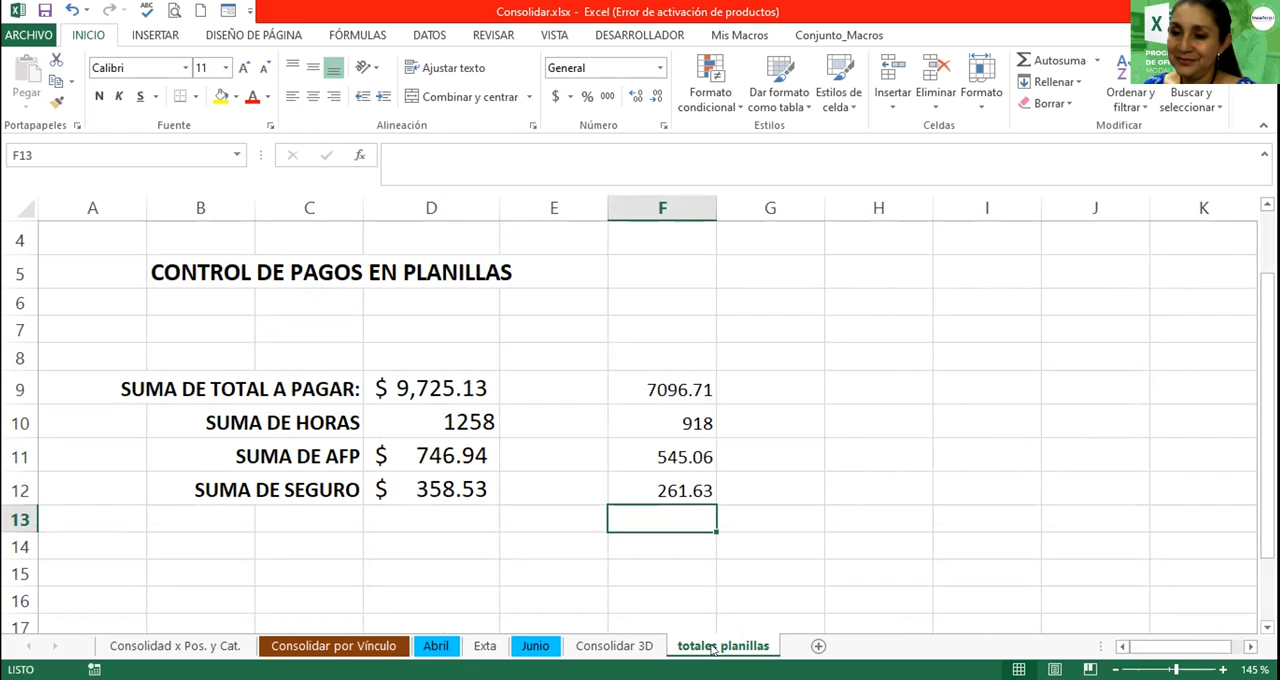 Consolidar.xlsx - Excel (Error de activación de productos)
ARCHIVO INICIO INSERTAR DISEÑO DE PÁGINA FÓRMULAS DATOS REVISAR VISTA DESARROLLADOR Mis Macros Conjunto_Macros
Pegar
Calibri 11
N K S
Ajustar texto
Combinar y centrar
General
$ % 000
Formato condicional
Dar formato como tabla
Estilos de celda
Insertar Eliminar Formato
Autosuma
Rellenar
Borrar
Ordenar y filtrar
Buscar y seleccionar
Portapapeles Fuente Alineación Número Estilos Celdas Modificar
F13
A B C D E F G H I J K
4
5 CONTROL DE PAGOS EN PLANILLAS
6
7
8
9 SUMA DE TOTAL A PAGAR: $ 9,725.13 7096.71
10 SUMA DE HORAS 1258 918
11 SUMA DE AFP $ 746.94 545.06
12 SUMA DE SEGURO $ 358.53 261.63
13
14
15
16
17
Consolidad x Pos. y Cat. Consolidar por Vínculo Abril Exta Junio Consolidar 3D totales planillas
LISTO 145 %